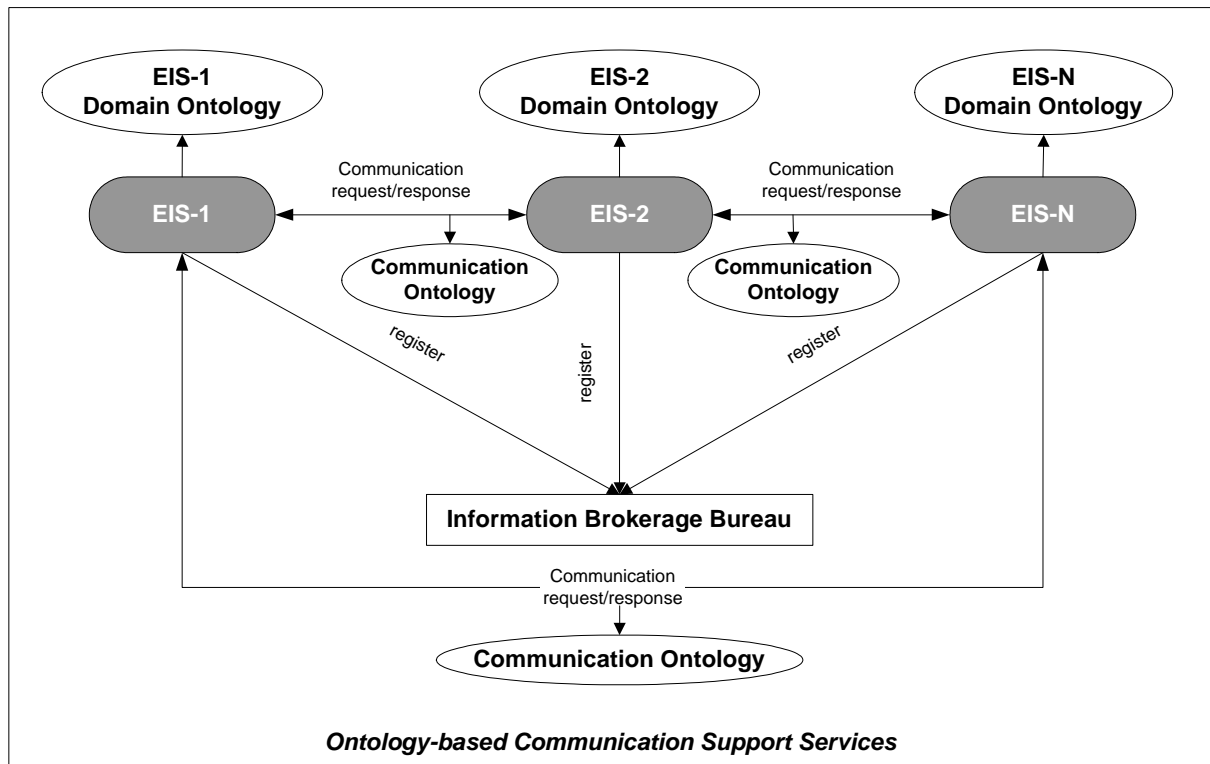 EIS-1
Domain Ontology
EIS-2
Domain Ontology
EIS-N
Domain Ontology
Communication
request/response
Communication
request/response
EIS-1
EIS-2
EIS-N
Communication
Ontology
Communication
Ontology
register
register
register
Information Brokerage Bureau
Communication
request/response
Communication Ontology
Ontology-based Communication Support Services